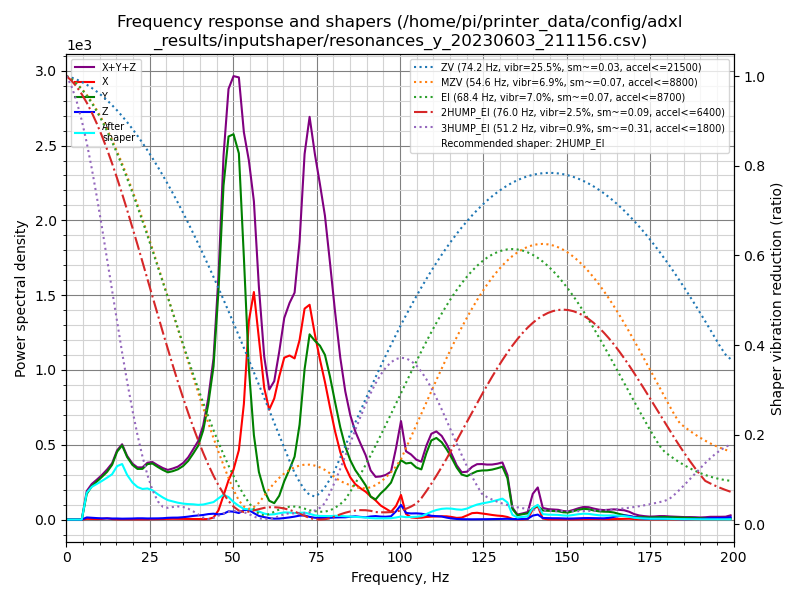 Frequency response and shapers (/home/pi/printer_data/config/adxl
_results/inputshaper/resonances_y_20230603_211156.csv)
1e3
X+Y+Z
X
Y
Z
After
shaper
ZV (74.2 Hz, vibr=25.5%, sm~=0.03, accel<=21500)
MZV (54.6 Hz, vibr=6.9%, sm~=0.07, accel<=8800)
EI (68.4 Hz, vibr=7.0%, sm~=0.07, accel<=8700)
2HUMP_EI (76.0 Hz, vibr=2.5%, sm~=0.09, accel<=6400)
3HUMP_EI (51.2 Hz, vibr=0.9%, sm~=0.31, accel<=1800)
Recommended shaper: 2HUMP_EI
Power spectral density
3.0
2.5
2.0
1.5
1.0
0.5
0.0
1.0
0.8
0.6
0.4
0.2
0.0
Shaper vibration reduction (ratio)
0 25 50 75 100 125 150 175 200
Frequency, Hz